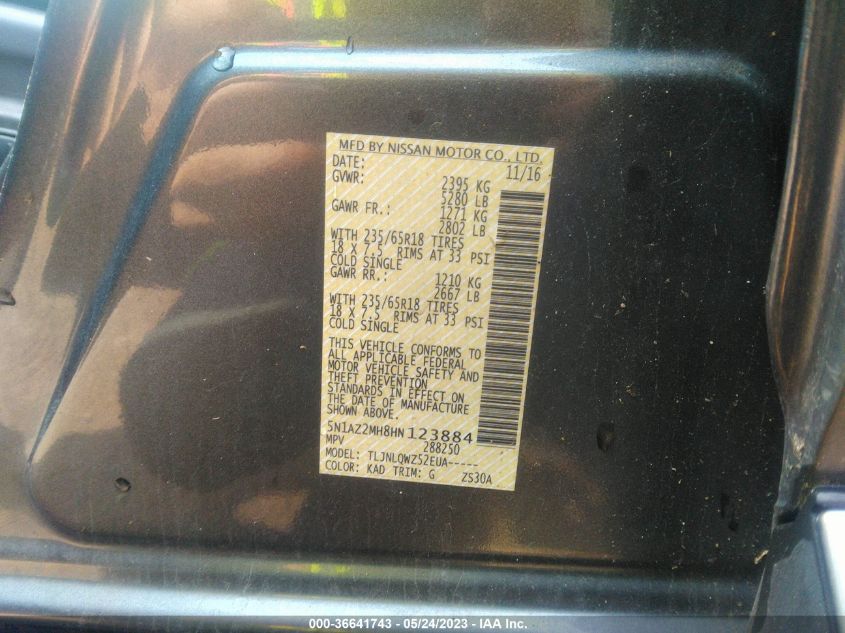 MFD BY NISSAN MOTOR CO., LTD.
DATE: 11/16
GVWR: 2395 KG
5280 LB
GAWR FR.: 1271 KG
2802 LB
WITH 235/65R18 TIRES
18 X 7.5 RIMS AT 33 PSI
COLD SINGLE
GAWR RR.: 1210 KG
2667 LB
WITH 235/65R18 TIRES
18 X 7.5 RIMS AT 33 PSI
COLD SINGLE
THIS VEHICLE CONFORMS TO
ALL APPLICABLE FEDERAL
MOTOR VEHICLE SAFETY AND
THEFT PREVENTION
STANDARDS IN EFFECT ON
THE DATE OF MANUFACTURE
SHOWN ABOVE.
5N1AZ2MH8HN123884
MPV 288250
MODEL: TLJNLQWZ52EUA-----
COLOR: KAD TRIM: G ZS30A
000-36641743 - 05/24/2023 - IAA Inc.